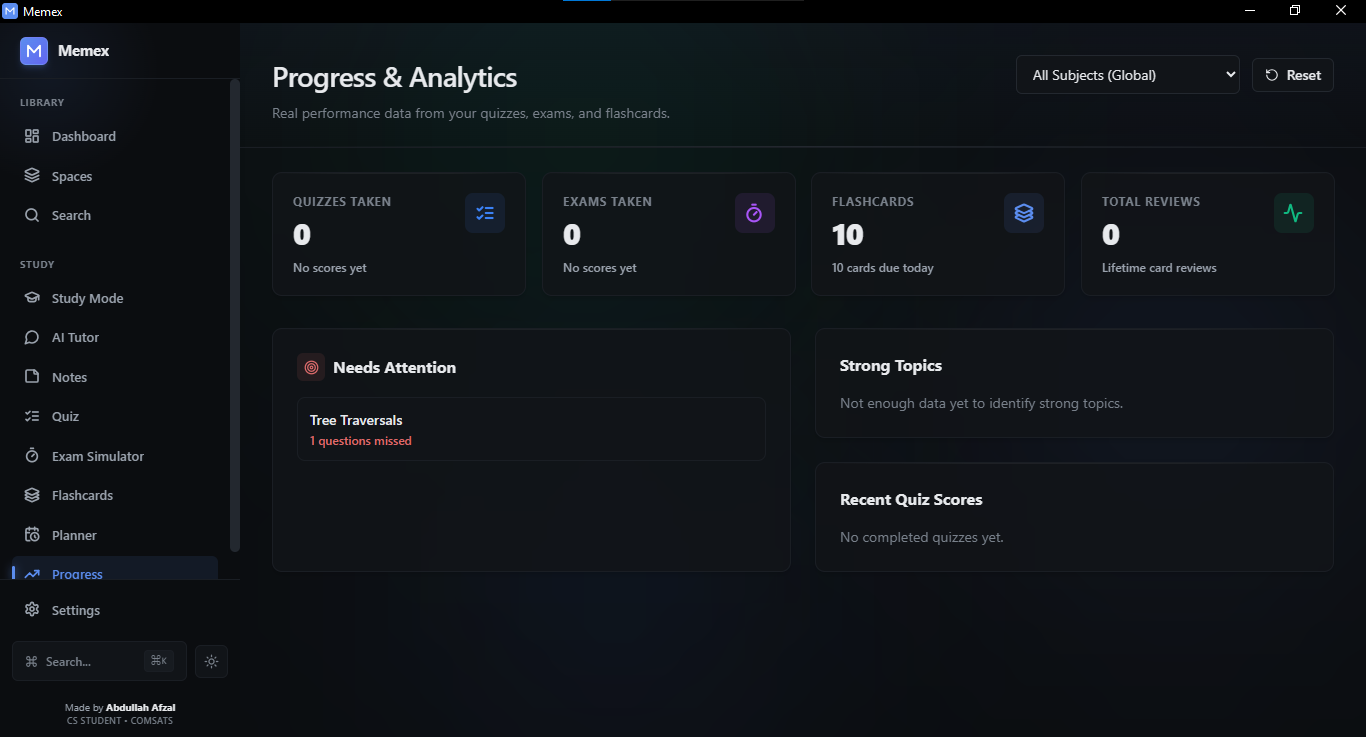 Memex
Memex
LIBRARY
Dashboard
Spaces
Search
STUDY
Study Mode
AI Tutor
Notes
Quiz
Exam Simulator
Flashcards
Planner
Progress
Settings
⌘ Search... ⌘K
Made by Abdullah Afzal
CS STUDENT • COMSATS
Progress & Analytics
Real performance data from your quizzes, exams, and flashcards.
All Subjects (Global)
Reset
QUIZZES TAKEN
0
No scores yet
EXAMS TAKEN
0
No scores yet
FLASHCARDS
10
10 cards due today
TOTAL REVIEWS
0
Lifetime card reviews
Needs Attention
Tree Traversals
1 questions missed
Strong Topics
Not enough data yet to identify strong topics.
Recent Quiz Scores
No completed quizzes yet.